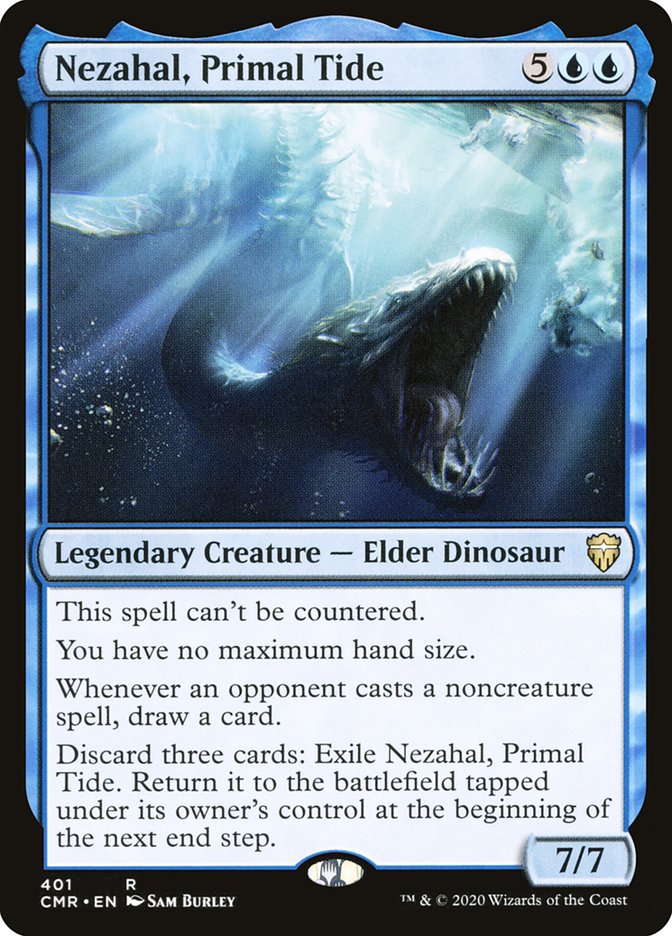 Nezahal, Primal Tide 5
Legendary Creature — Elder Dinosaur
This spell can't be countered.
You have no maximum hand size.
Whenever an opponent casts a noncreature
spell, draw a card.
Discard three cards: Exile Nezahal, Primal
Tide. Return it to the battlefield tapped
under its owner's control at the beginning of
the next end step.
7/7
401 R
CMR • EN Sam Burley ™ & © 2020 Wizards of the Coast